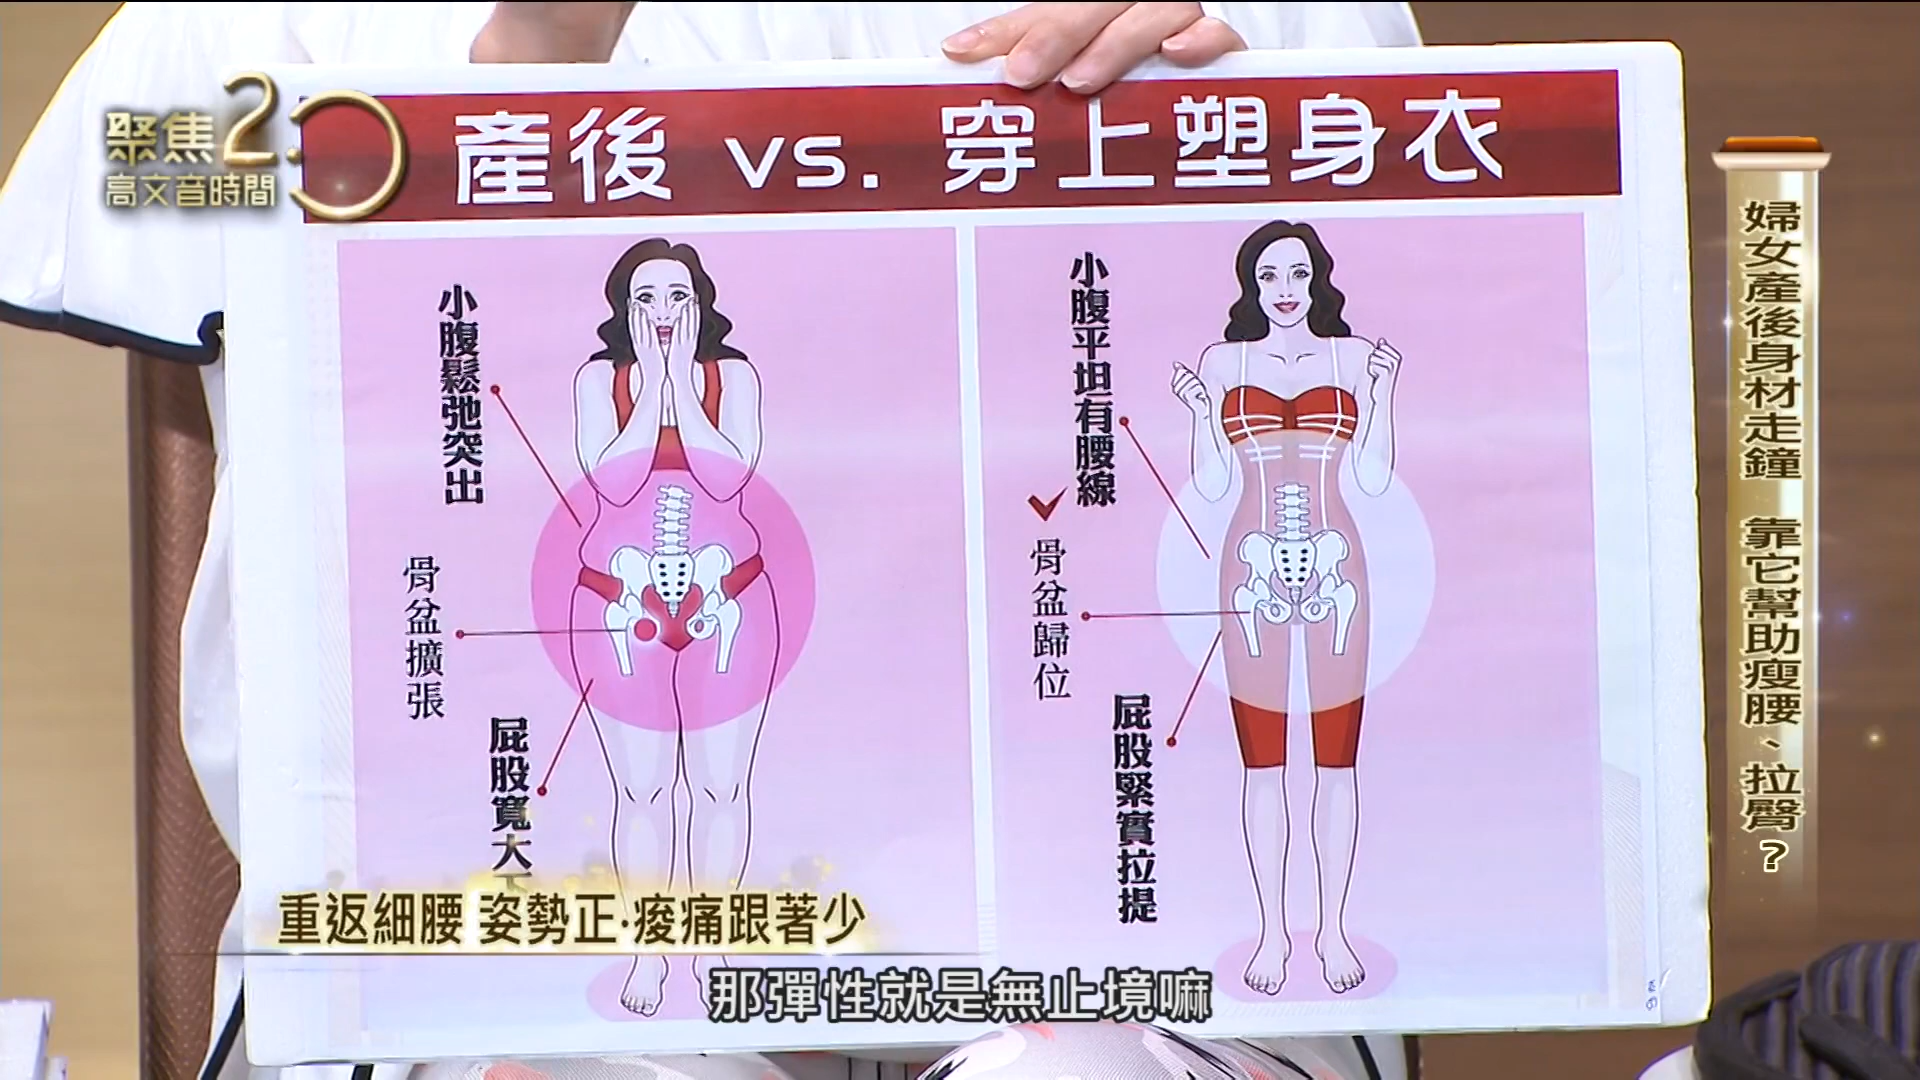 聚焦2.0
高文音時間
產後 vs. 穿上塑身衣
小腹鬆弛突出
骨盆擴張
屁股寬大下
小腹平坦有腰線
骨盆歸位
屁股緊實拉提
婦女產後身材走鐘 靠它幫助瘦腰、拉臀?
重返細腰 姿勢正‧痠痛跟著少
那彈性就是無止境嘛